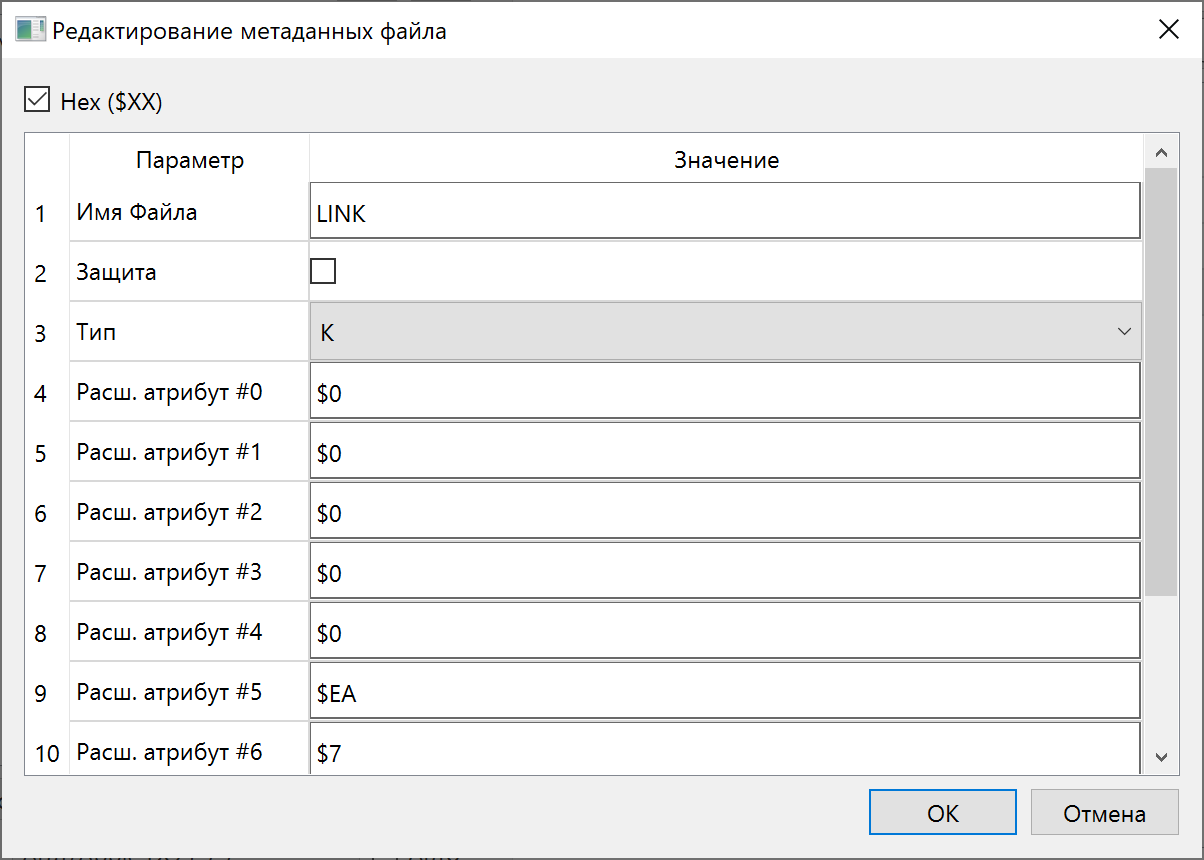 Редактирование метаданных файла
Hex ($XX)
Параметр Значение
1 Имя Файла LINK
2 Защита
3 Тип K
4 Расш. атрибут #0 $0
5 Расш. атрибут #1 $0
6 Расш. атрибут #2 $0
7 Расш. атрибут #3 $0
8 Расш. атрибут #4 $0
9 Расш. атрибут #5 $EA
10 Расш. атрибут #6 $7
OK Отмена